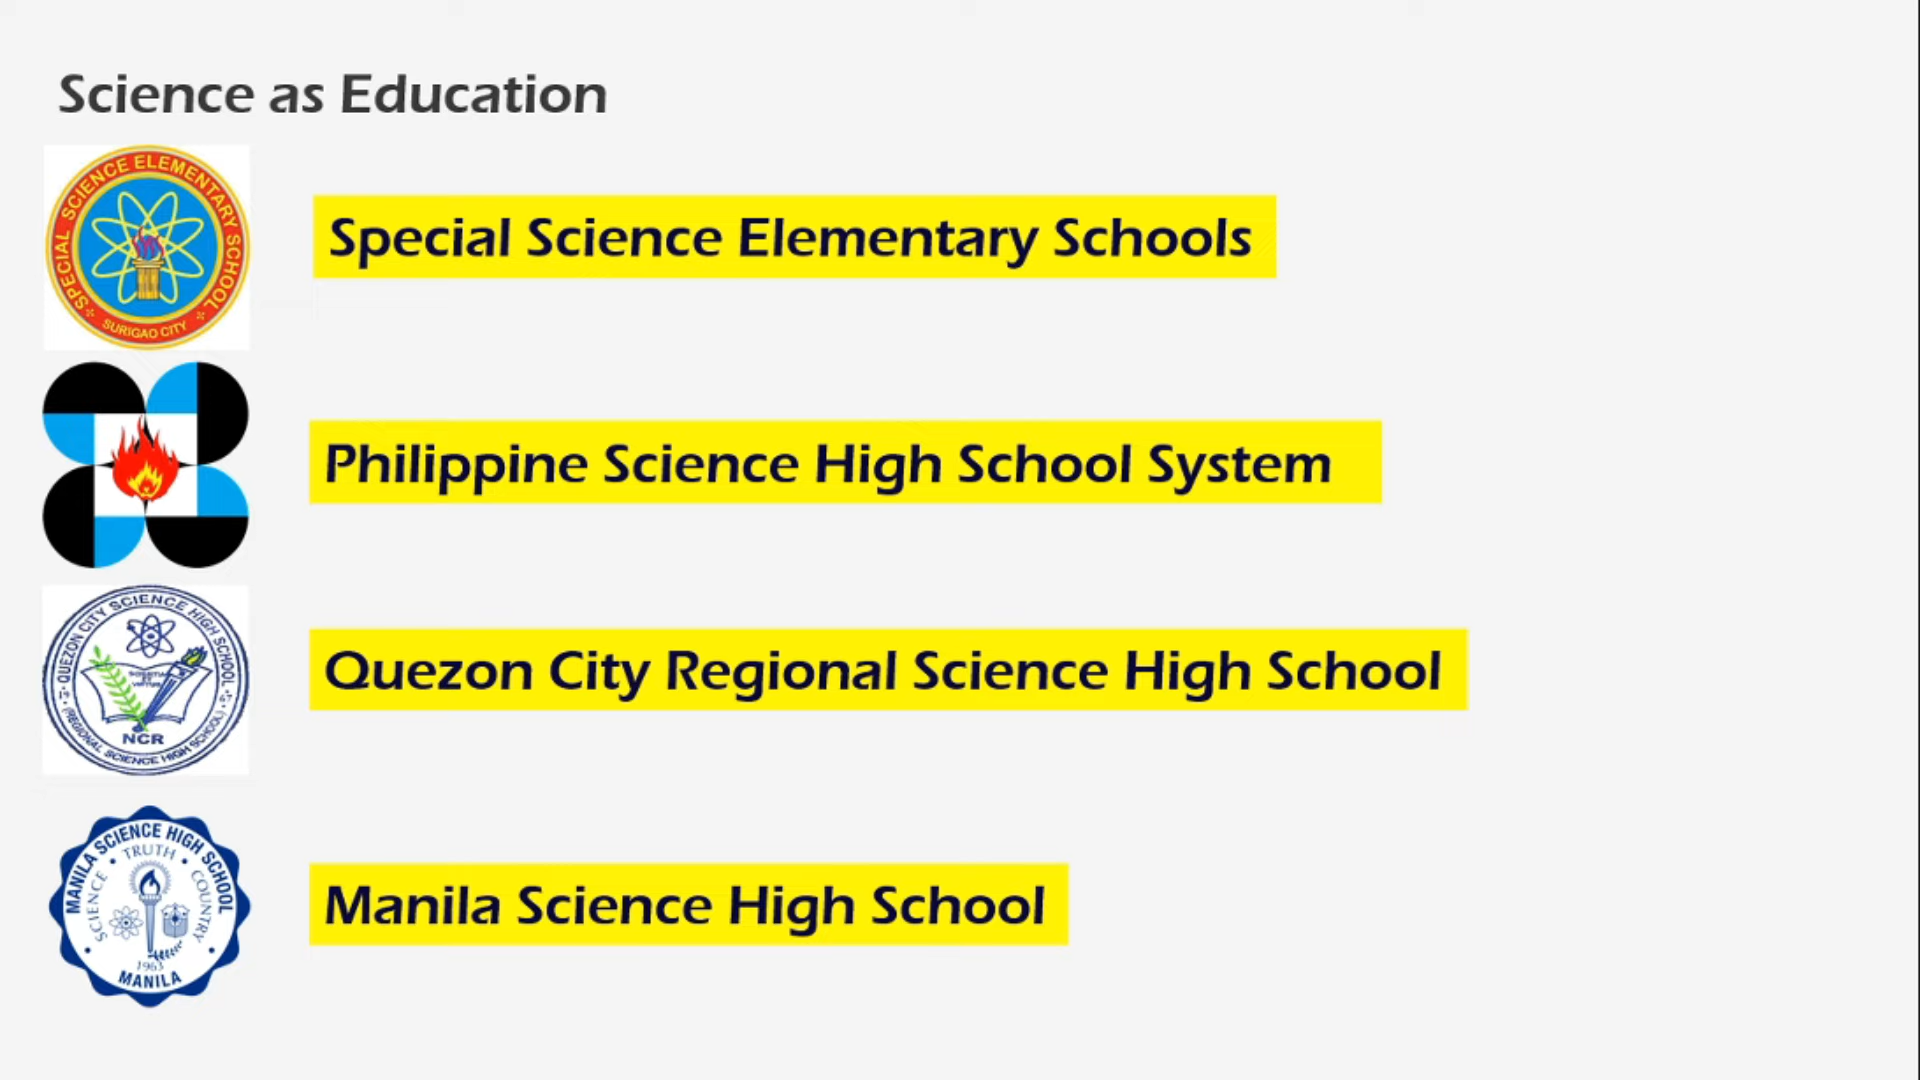 Science as Education
SPECIAL SCIENCE ELEMENTARY SCHOOL
SURIGAO CITY
Special Science Elementary Schools
Philippine Science High School System
QUEZON CITY SCIENCE HIGH SCHOOL
NCR
(REGIONAL SCIENCE HIGH SCHOOL)
Quezon City Regional Science High School
MANILA SCIENCE HIGH SCHOOL
SCIENCE • TRUTH • COUNTRY
1963
MANILA
Manila Science High School